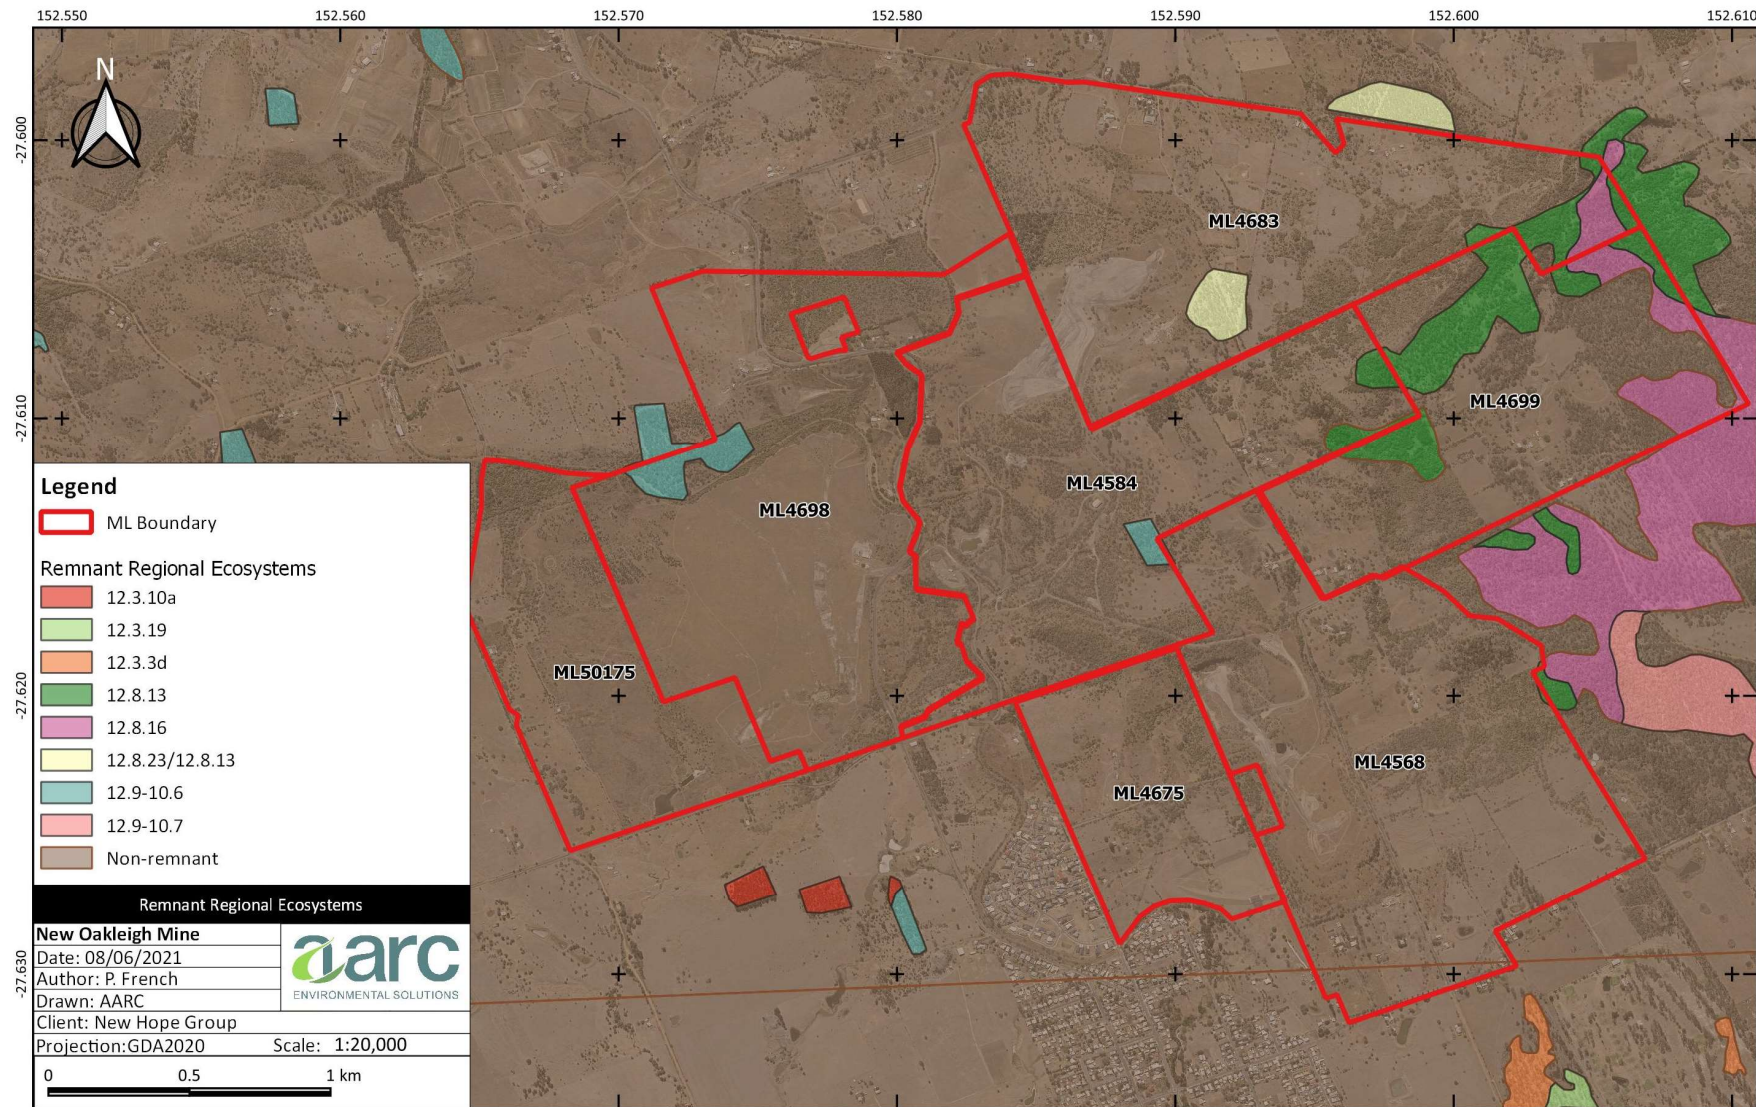 152.550 152.560 152.570 152.580 152.590 152.600 152.610
N
-27.600
-27.610
-27.620
-27.630
ML4683
ML4699
ML4584
ML4698
ML50175
ML4568
ML4675
Legend
ML Boundary
Remnant Regional Ecosystems
12.3.10a
12.3.19
12.3.3d
12.8.13
12.8.16
12.8.23/12.8.13
12.9-10.6
12.9-10.7
Non-remnant
Remnant Regional Ecosystems
New Oakleigh Mine
Date: 08/06/2021
Author: P. French
Drawn: AARC
aarc
ENVIRONMENTAL SOLUTIONS
Client: New Hope Group
Projection:GDA2020 Scale: 1:20,000
0 0.5 1 km